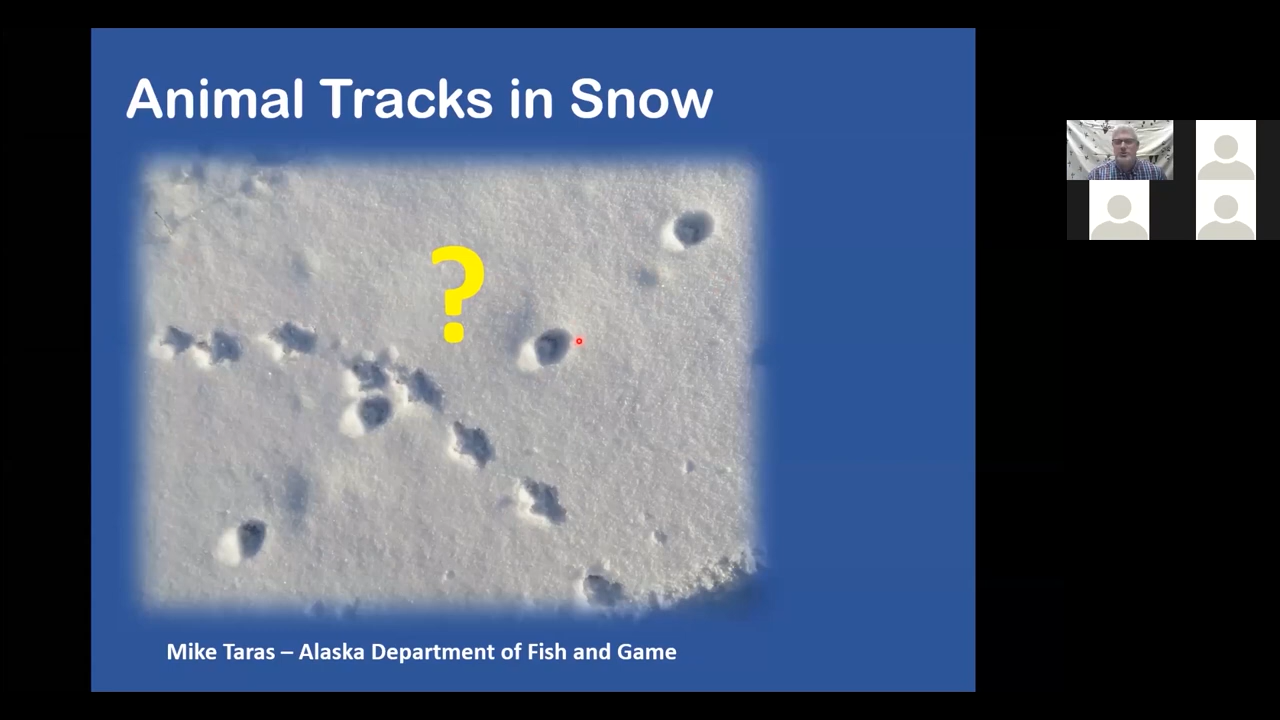 Animal Tracks in Snow
?
Mike Taras – Alaska Department of Fish and Game